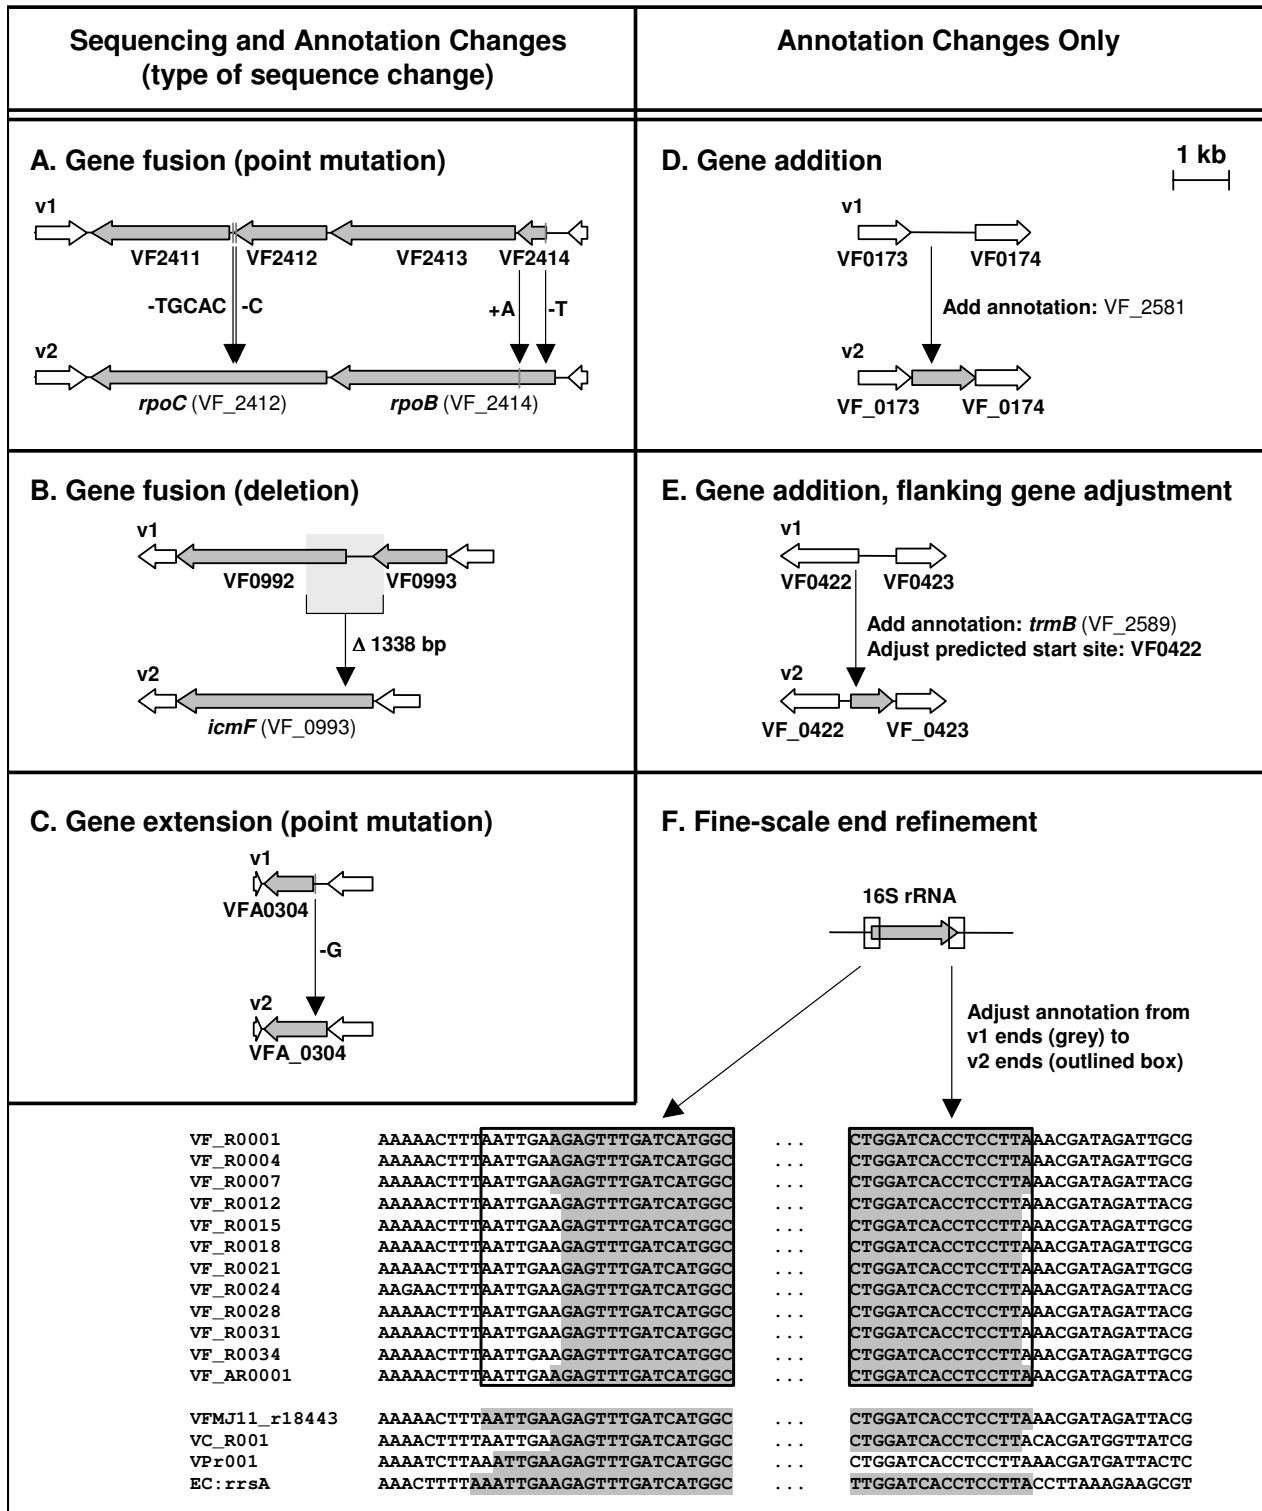 Sequencing and Annotation Changes
(type of sequence change)
Annotation Changes Only
A. Gene fusion (point mutation)
v1
VF2411 VF2412 VF2413 VF2414
-TGCAC -C +A -T
v2
rpoC (VF_2412) rpoB (VF_2414)
D. Gene addition
1 kb
v1
VF0173 VF0174
Add annotation: VF_2581
v2
VF_0173 VF_0174
B. Gene fusion (deletion)
v1
VF0992 VF0993
Δ 1338 bp
v2
icmF (VF_0993)
E. Gene addition, flanking gene adjustment
v1
VF0422 VF0423
Add annotation: trmB (VF_2589)
Adjust predicted start site: VF0422
v2
VF_0422 VF_0423
C. Gene extension (point mutation)
v1
VFA0304
-G
v2
VFA_0304
F. Fine-scale end refinement
16S rRNA
Adjust annotation from
v1 ends (grey) to
v2 ends (outlined box)
VF_R0001 AAAAACTTTAATTGAAGAGTTTGATCATGGC ... CTGGATCACCTCCTTAAACGATAGATTGCG
VF_R0004 AAAAACTTTAATTGAAGAGTTTGATCATGGC ... CTGGATCACCTCCTTAAACGATAGATTGCG
VF_R0007 AAAAACTTTAATTGAAGAGTTTGATCATGGC ... CTGGATCACCTCCTTAAACGATAGATTACG
VF_R0012 AAAAACTTTAATTGAAGAGTTTGATCATGGC ... CTGGATCACCTCCTTAAACGATAGATTACG
VF_R0015 AAAAACTTTAATTGAAGAGTTTGATCATGGC ... CTGGATCACCTCCTTAAACGATAGATTGCG
VF_R0018 AAAAACTTTAATTGAAGAGTTTGATCATGGC ... CTGGATCACCTCCTTAAACGATAGATTGCG
VF_R0021 AAAAACTTTAATTGAAGAGTTTGATCATGGC ... CTGGATCACCTCCTTAAACGATAGATTGCG
VF_R0024 AAGAACTTTAATTGAAGAGTTTGATCATGGC ... CTGGATCACCTCCTTAAACGATAGATTACG
VF_R0028 AAAAACTTTAATTGAAGAGTTTGATCATGGC ... CTGGATCACCTCCTTAAACGATAGATTACG
VF_R0031 AAAAACTTTAATTGAAGAGTTTGATCATGGC ... CTGGATCACCTCCTTAAACGATAGATTACG
VF_R0034 AAAAACTTTAATTGAAGAGTTTGATCATGGC ... CTGGATCACCTCCTTAAACGATAGATTACG
VF_AR0001 AAAAACTTTAATTGAAGAGTTTGATCATGGC ... CTGGATCACCTCCTTAAACGATAGATTGCG
VFMJ11_r18443 AAAAACTTTAATTGAAGAGTTTGATCATGGC ... CTGGATCACCTCCTTAAACGATAGATTACG
VC_R001 AAAACTTTTAATTGAAGAGTTTGATCATGGC ... CTGGATCACCTCCTTACACGATGGTTATCG
VPr001 AAAATCTTAAATTGAAGAGTTTGATCATGGC ... CTGGATCACCTCCTTAAACGATGATTACTC
EC:rrsA AAACTTTTAAATTGAAGAGTTTGATCATGGC ... TTGGATCACCTCCTTACCTTAAAGAAGCGT